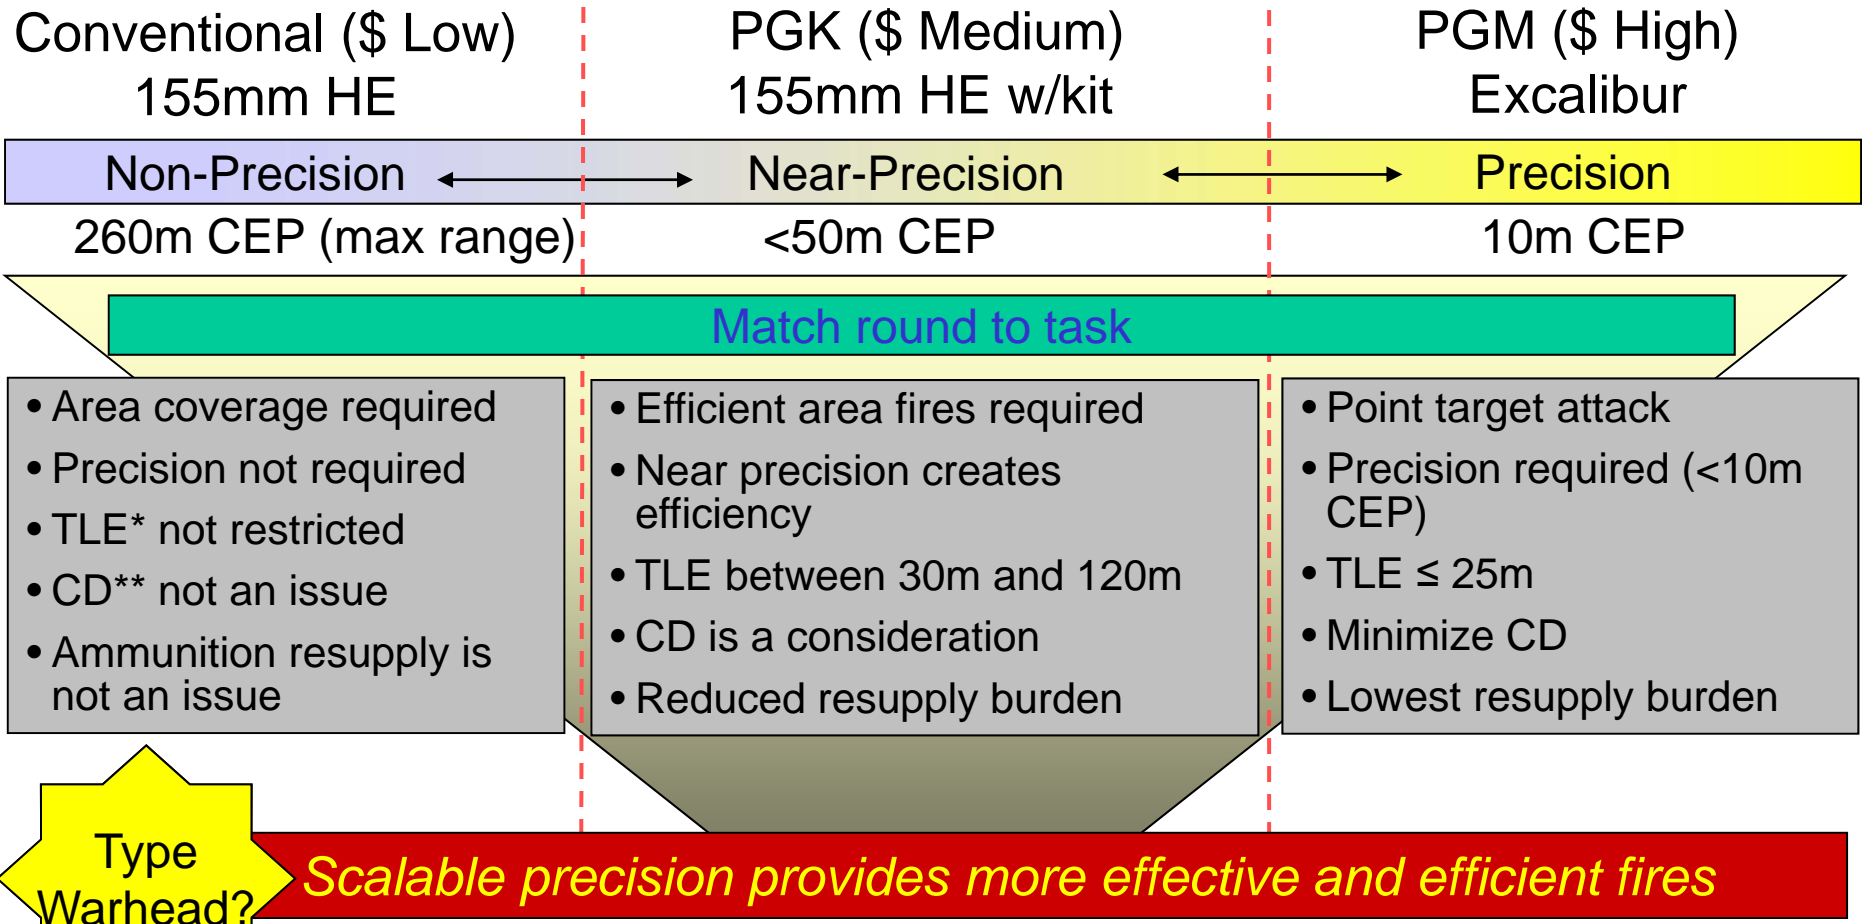 Conventional ($ Low)
155mm HE
PGK ($ Medium)
155mm HE w/kit
PGM ($ High)
Excalibur
Non-Precision
Near-Precision
Precision
260m CEP (max range)
<50m CEP
10m CEP
Match round to task
• Area coverage required
• Precision not required
• TLE* not restricted
• CD** not an issue
• Ammunition resupply is
not an issue
• Efficient area fires required
• Near precision creates
efficiency
• TLE between 30m and 120m
• CD is a consideration
• Reduced resupply burden
• Point target attack
• Precision required (<10m
CEP)
• TLE ≤ 25m
• Minimize CD
• Lowest resupply burden
Type
Warhead?
Scalable precision provides more effective and efficient fires